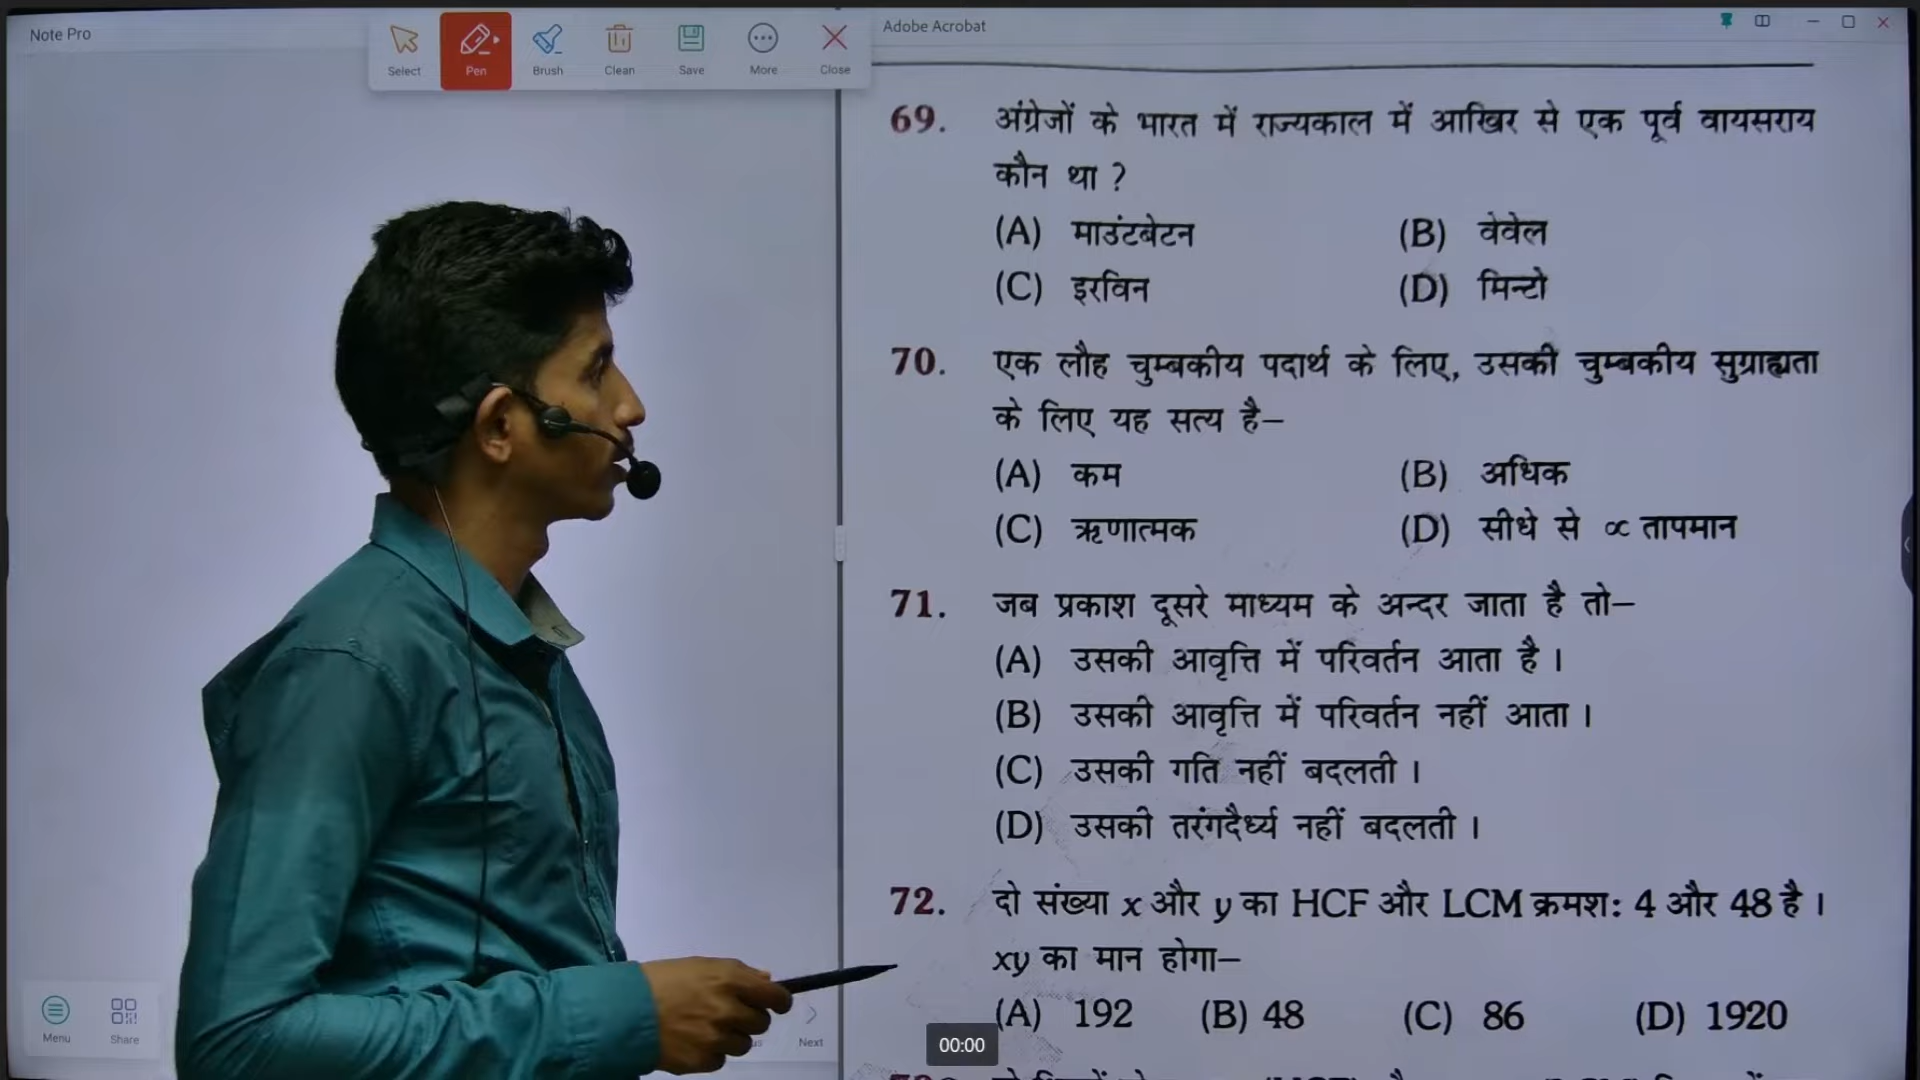 Note Pro
Select
Pen
Brush
Clean
Save
More
Close
Adobe Acrobat
69. अंग्रेजों के भारत में राज्यकाल में आखिर से एक पूर्व वायसराय
कौन था ?
(A) माउंटबेटन (B) वेवेल
(C) इरविन (D) मिन्टो
70. एक लौह चुम्बकीय पदार्थ के लिए, उसकी चुम्बकीय सुग्राह्यता
के लिए यह सत्य है–
(A) कम (B) अधिक
(C) ऋणात्मक (D) सीधे से ∝ तापमान
71. जब प्रकाश दूसरे माध्यम के अन्दर जाता है तो–
(A) उसकी आवृत्ति में परिवर्तन आता है ।
(B) उसकी आवृत्ति में परिवर्तन नहीं आता ।
(C) उसकी गति नहीं बदलती ।
(D) उसकी तरंगदैर्ध्य नहीं बदलती ।
72. दो संख्या x और y का HCF और LCM क्रमश: 4 और 48 है ।
xy का मान होगा–
(A) 192 (B) 48 (C) 86 (D) 1920
Menu
Share
Next
00:00